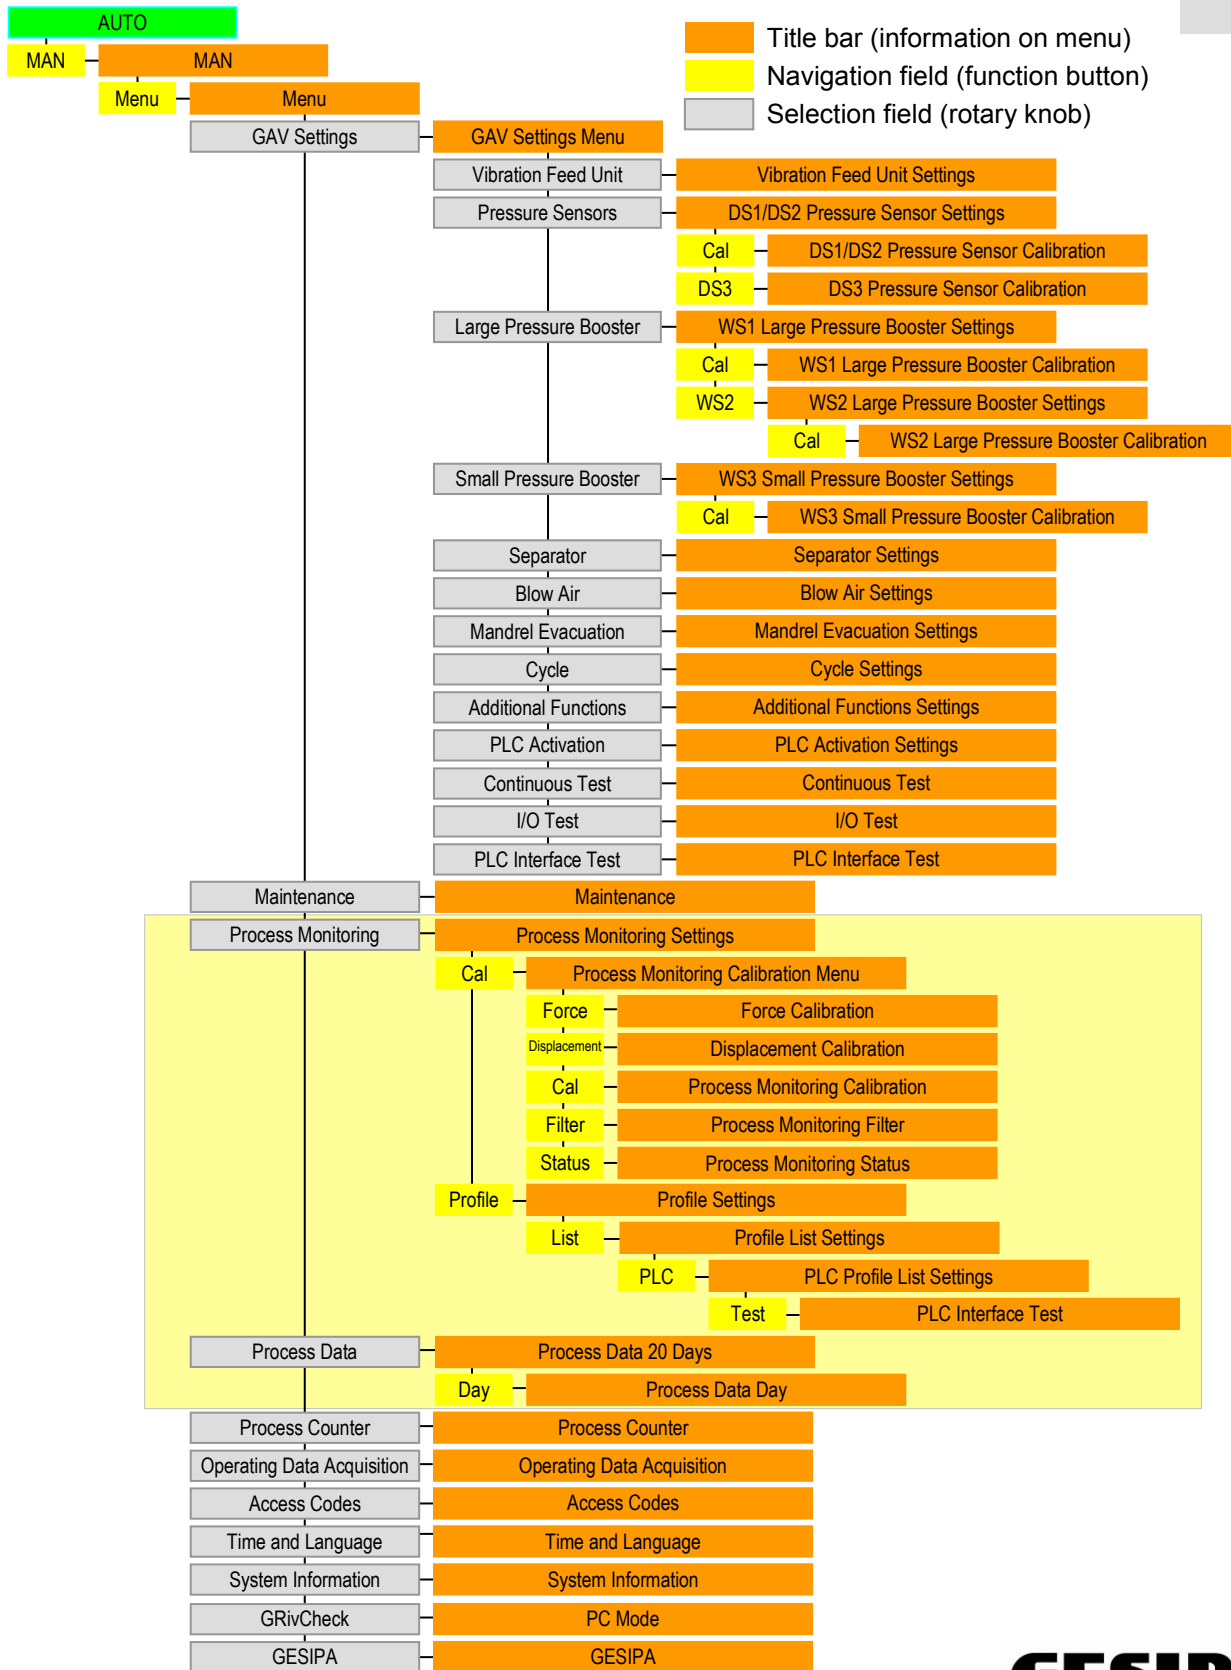 AUTO
Title bar (information on menu)
MAN MAN
Navigation field (function button)
Menu Menu
Selection field (rotary knob)
GAV Settings GAV Settings Menu
Vibration Feed Unit Vibration Feed Unit Settings
Pressure Sensors DS1/DS2 Pressure Sensor Settings
Cal DS1/DS2 Pressure Sensor Calibration
DS3 DS3 Pressure Sensor Calibration
Large Pressure Booster WS1 Large Pressure Booster Settings
Cal WS1 Large Pressure Booster Calibration
WS2 WS2 Large Pressure Booster Settings
Cal WS2 Large Pressure Booster Calibration
Small Pressure Booster WS3 Small Pressure Booster Settings
Cal WS3 Small Pressure Booster Calibration
Separator Separator Settings
Blow Air Blow Air Settings
Mandrel Evacuation Mandrel Evacuation Settings
Cycle Cycle Settings
Additional Functions Additional Functions Settings
PLC Activation PLC Activation Settings
Continuous Test Continuous Test
I/O Test I/O Test
PLC Interface Test PLC Interface Test
Maintenance Maintenance
Process Monitoring Process Monitoring Settings
Cal Process Monitoring Calibration Menu
Force Force Calibration
Displacement Displacement Calibration
Cal Process Monitoring Calibration
Filter Process Monitoring Filter
Status Process Monitoring Status
Profile Profile Settings
List Profile List Settings
PLC PLC Profile List Settings
Test PLC Interface Test
Process Data Process Data 20 Days
Day Process Data Day
Process Counter Process Counter
Operating Data Acquisition Operating Data Acquisition
Access Codes Access Codes
Time and Language Time and Language
System Information System Information
GRivCheck PC Mode
GESIPA GESIPA